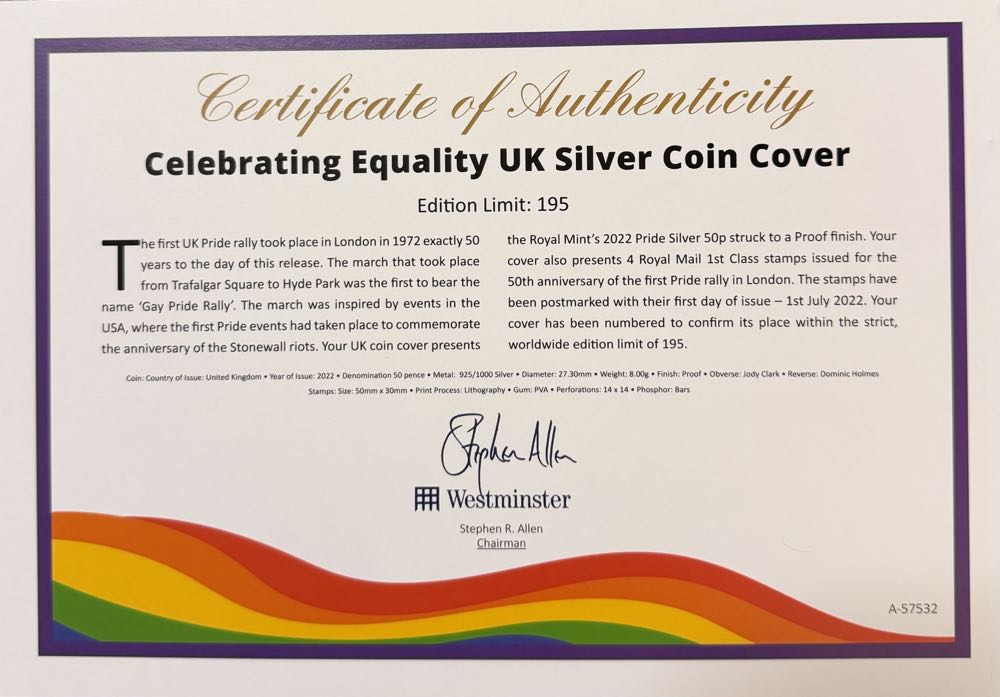 Certificate of Authenticity
Celebrating Equality UK Silver Coin Cover
Edition Limit: 195
The first UK Pride rally took place in London in 1972 exactly 50
years to the day of this release. The march that took place
from Trafalgar Square to Hyde Park was the first to bear the
name ‘Gay Pride Rally’. The march was inspired by events in the
USA, where the first Pride events had taken place to commemorate
the anniversary of the Stonewall riots. Your UK coin cover presents
the Royal Mint’s 2022 Pride Silver 50p struck to a Proof finish. Your
cover also presents 4 Royal Mail 1st Class stamps issued for the
50th anniversary of the first Pride rally in London. The stamps have
been postmarked with their first day of issue – 1st July 2022. Your
cover has been numbered to confirm its place within the strict,
worldwide edition limit of 195.
Coin: Country of Issue: United Kingdom • Year of Issue: 2022 • Denomination 50 pence • Metal: 925/1000 Silver • Diameter: 27.30mm • Weight: 8.00g • Finish: Proof • Obverse: Jody Clark • Reverse: Dominic Holmes
Stamps: Size: 50mm x 30mm • Print Process: Lithography • Gum: PVA • Perforations: 14 x 14 • Phosphor: Bars
Stephen Allen
Westminster
Stephen R. Allen
Chairman
A-57532